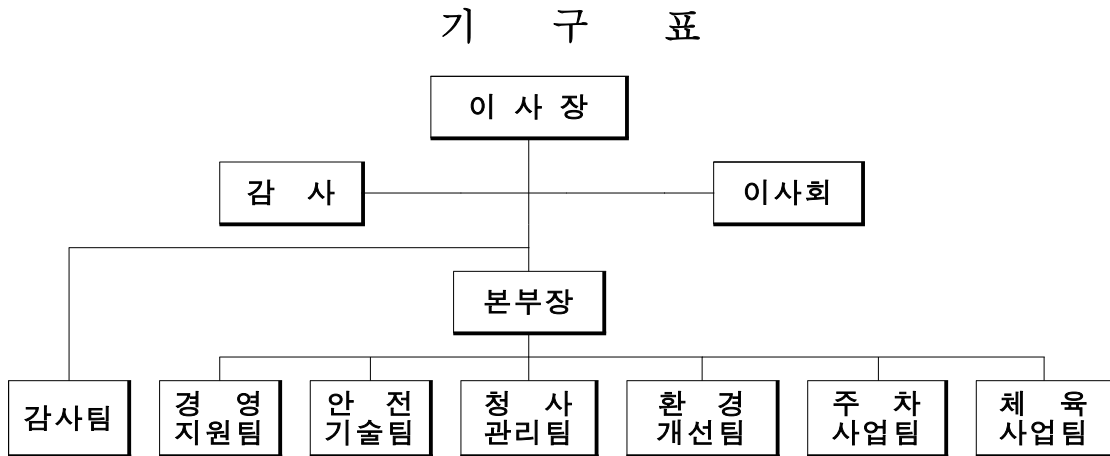 기 구 표
이 사 장
감 사
이사회
본부장
감사팀
경 영
지원팀
안 전
기술팀
청 사
관리팀
환 경
개선팀
주 차
사업팀
체 육
사업팀